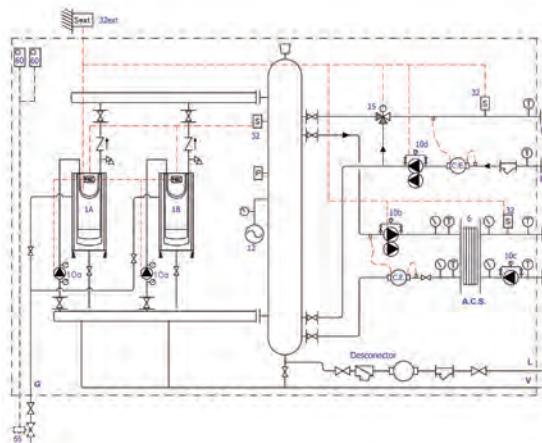 Sext 32ext
60 60
15
32
T
32
S
10d
C.E.
1A
1B
S
12
10b
32
S
6
T
T
10a
10a
C.E.
T
T
10c
A.C.S.
Desconector
L
V
G
55